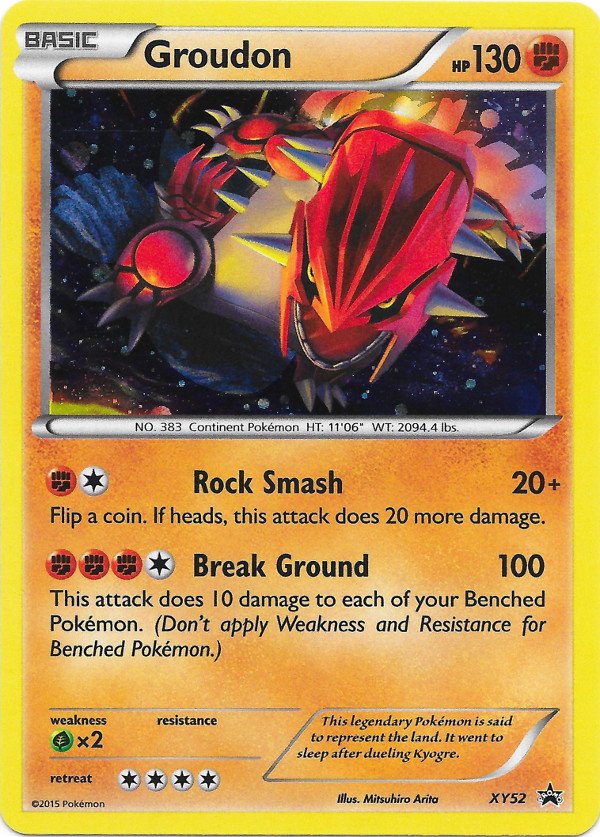 BASIC
Groudon
HP130
NO. 383 Continent Pokémon HT: 11'06" WT: 2094.4 lbs.
Rock Smash 20+
Flip a coin. If heads, this attack does 20 more damage.
Break Ground 100
This attack does 10 damage to each of your Benched
Pokémon. (Don't apply Weakness and Resistance for
Benched Pokémon.)
weakness resistance
×2
This legendary Pokémon is said
to represent the land. It went to
sleep after dueling Kyogre.
retreat
©2015 Pokémon
Illus. Mitsuhiro Arita
XY52
PROMO